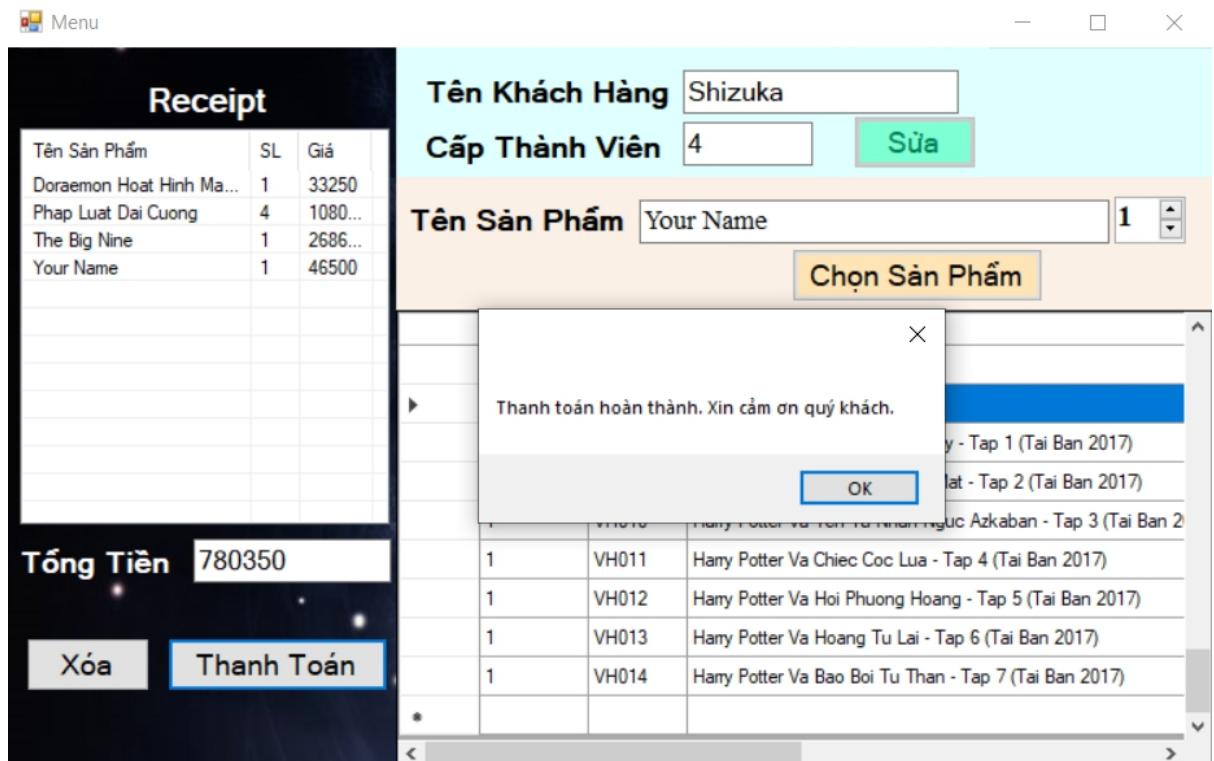 Menu
Receipt
Tên Sản Phẩm SL Giá
Doraemon Hoat Hinh Ma... 1 33250
Phap Luat Dai Cuong 4 1080...
The Big Nine 1 2686...
Your Name 1 46500
Tổng Tiền 780350
Xóa Thanh Toán
Tên Khách Hàng Shizuka
Cấp Thành Viên 4 Sửa
Tên Sản Phẩm Your Name 1
Chọn Sản Phẩm
Thanh toán hoàn thành. Xin cảm ơn quý khách.
OK
- Tap 1 (Tai Ban 2017)
- Tap 2 (Tai Ban 2017)
Azkaban - Tap 3 (Tai Ban
1 VH011 Harry Potter Va Chiec Coc Lua - Tap 4 (Tai Ban 2017)
1 VH012 Harry Potter Va Hoi Phuong Hoang - Tap 5 (Tai Ban 2017)
1 VH013 Harry Potter Va Hoang Tu Lai - Tap 6 (Tai Ban 2017)
1 VH014 Harry Potter Va Bao Boi Tu Than - Tap 7 (Tai Ban 2017)